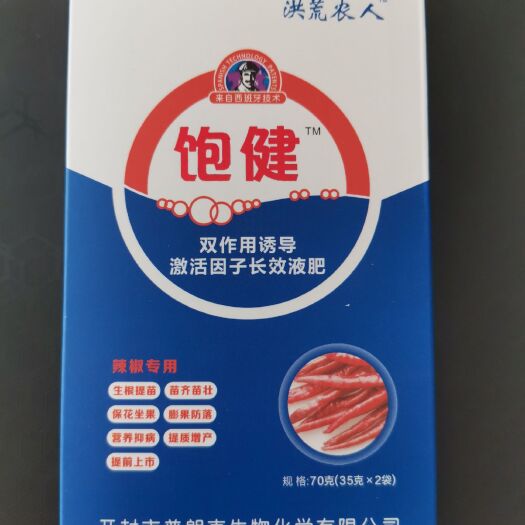 洪荒农人
SPANISH TECHNOLOGY PATENTS
来自西班牙技术
饱健™
双作用诱导
激活因子长效液肥
辣椒专用
生根提苗 苗齐苗壮
保花坐果 膨果防落
营养抑病 提质增产
提前上市
规格:70克(35克×2袋)